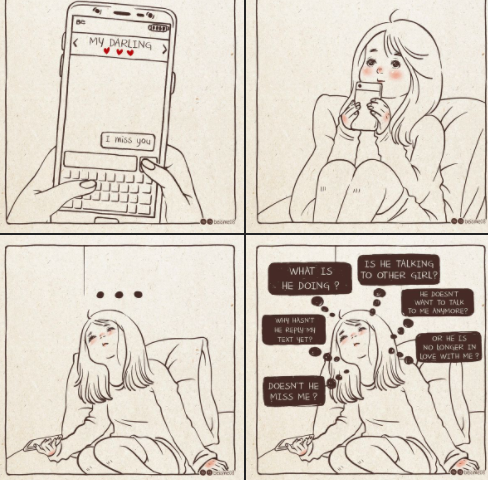 MY DARLING
I miss you
...
WHAT IS
HE DOING ?
IS HE TALKING
TO OTHER GIRL?
HE DOESN'T
WANT TO TALK
TO ME ANYMORE?
WHY HASN'T
HE REPLY MY
TEXT YET?
OR HE IS
NO LONGER IN
LOVE WITH ME ?
DOESN'T HE
MISS ME ?